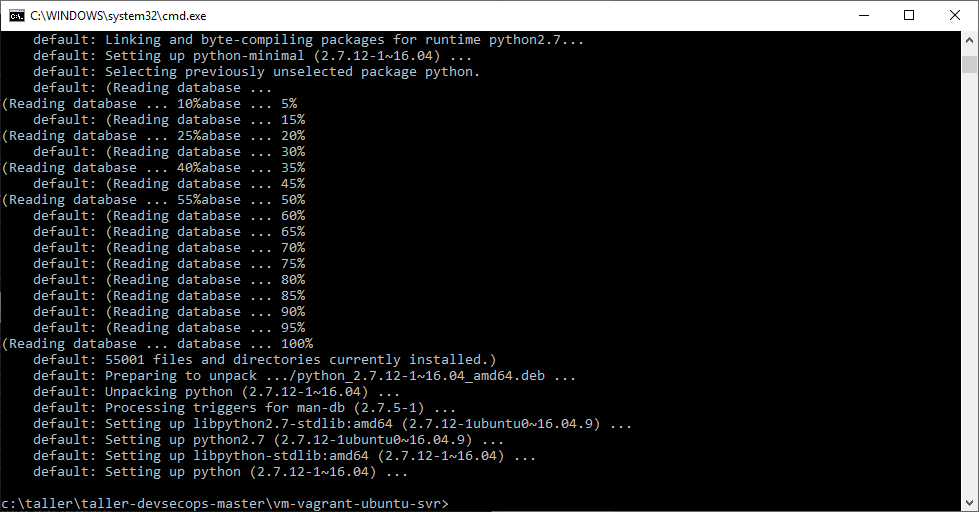 C:\WINDOWS\system32\cmd.exe
default: Linking and byte-compiling packages for runtime python2.7...
default: Setting up python-minimal (2.7.12-1~16.04) ...
default: Selecting previously unselected package python.
default: (Reading database ...
(Reading database ... 10%abase ... 5%
default: (Reading database ... 15%
(Reading database ... 25%abase ... 20%
default: (Reading database ... 30%
(Reading database ... 40%abase ... 35%
default: (Reading database ... 45%
(Reading database ... 55%abase ... 50%
default: (Reading database ... 60%
default: (Reading database ... 65%
default: (Reading database ... 70%
default: (Reading database ... 75%
default: (Reading database ... 80%
default: (Reading database ... 85%
default: (Reading database ... 90%
default: (Reading database ... 95%
(Reading database ... database ... 100%
default: 55001 files and directories currently installed.)
default: Preparing to unpack .../python_2.7.12-1~16.04_amd64.deb ...
default: Unpacking python (2.7.12-1~16.04) ...
default: Processing triggers for man-db (2.7.5-1) ...
default: Setting up libpython2.7-stdlib:amd64 (2.7.12-1ubuntu0~16.04.9) ...
default: Setting up python2.7 (2.7.12-1ubuntu0~16.04.9) ...
default: Setting up libpython-stdlib:amd64 (2.7.12-1~16.04) ...
default: Setting up python (2.7.12-1~16.04) ...
c:\taller\taller-devsecops-master\vm-vagrant-ubuntu-svr>